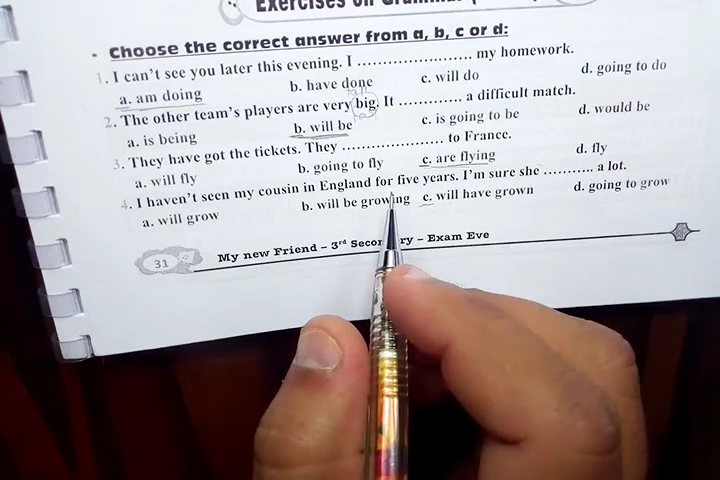 Exercises on
- Choose the correct answer from a, b, c or d:
1. I can't see you later this evening. I .................... my homework.
a. am doing b. have done c. will do d. going to do
2. The other team's players are very big. It ............ a difficult match.
a. is being b. will be c. is going to be d. would be
3. They have got the tickets. They .................... to France.
a. will fly b. going to fly c. are flying d. fly
4. I haven't seen my cousin in England for five years. I'm sure she ........... a lot.
a. will grow b. will be growing c. will have grown d. going to grow
31 My new Friend – 3rd Secon ry – Exam Eve